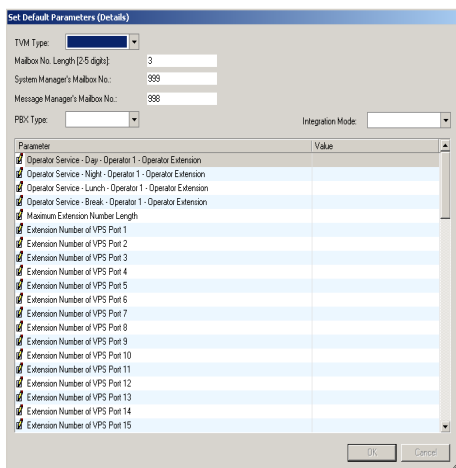 Set Default Parameters (Details)
TVM Type:
Mailbox No. Length [2-5 digits]: 3
System Manager's Mailbox No.: 999
Message Manager's Mailbox No.: 998
PBX Type: Integration Mode:
Parameter Value
Operator Service - Day - Operator 1 - Operator Extension
Operator Service - Night - Operator 1 - Operator Extension
Operator Service - Lunch - Operator 1 - Operator Extension
Operator Service - Break - Operator 1 - Operator Extension
Maximum Extension Number Length
Extension Number of VPS Port 1
Extension Number of VPS Port 2
Extension Number of VPS Port 3
Extension Number of VPS Port 4
Extension Number of VPS Port 5
Extension Number of VPS Port 6
Extension Number of VPS Port 7
Extension Number of VPS Port 8
Extension Number of VPS Port 9
Extension Number of VPS Port 10
Extension Number of VPS Port 11
Extension Number of VPS Port 12
Extension Number of VPS Port 13
Extension Number of VPS Port 14
Extension Number of VPS Port 15
OK Cancel